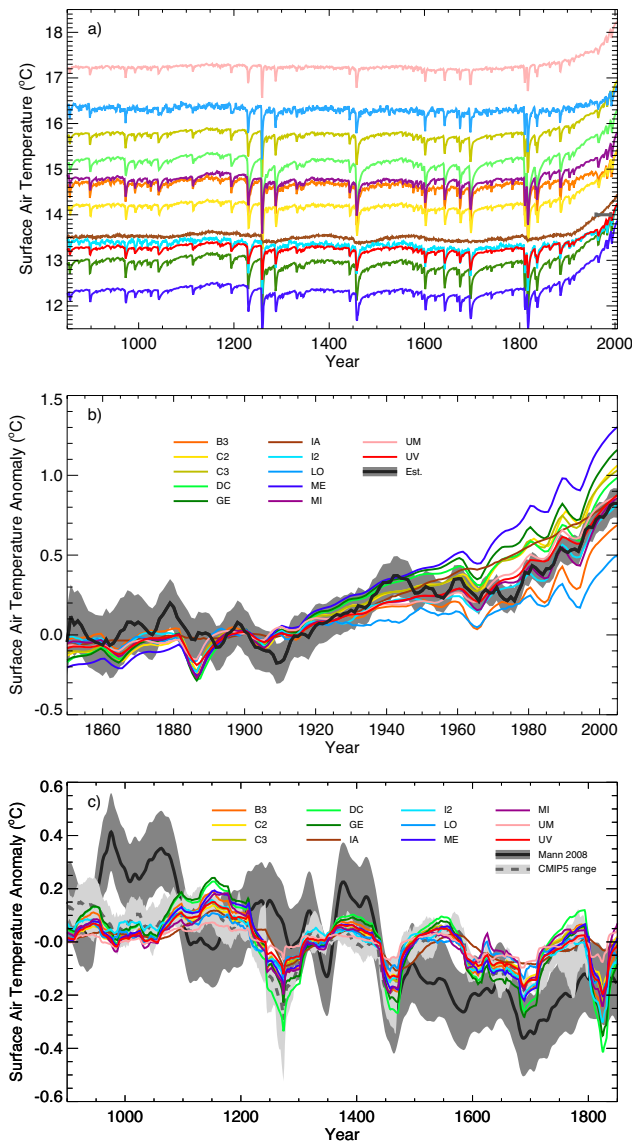 a)
18
17
16
15
14
13
12
Surface Air Temperature (°C)
1000 1200 1400 1600 1800 2000
Year
b)
1.5
1.0
0.5
0.0
-0.5
Surface Air Temperature Anomaly (°C)
B3 IA UM
C2 I2 UV
C3 LO Est.
DC ME
GE MI
1860 1880 1900 1920 1940 1960 1980 2000
Year
c)
0.6
0.4
0.2
-0.0
-0.2
-0.4
-0.6
Surface Air Temperature Anomaly (°C)
B3 DC I2 MI
C2 GE LO UM
C3 IA ME UV
Mann 2008
CMIP5 range
1000 1200 1400 1600 1800
Year